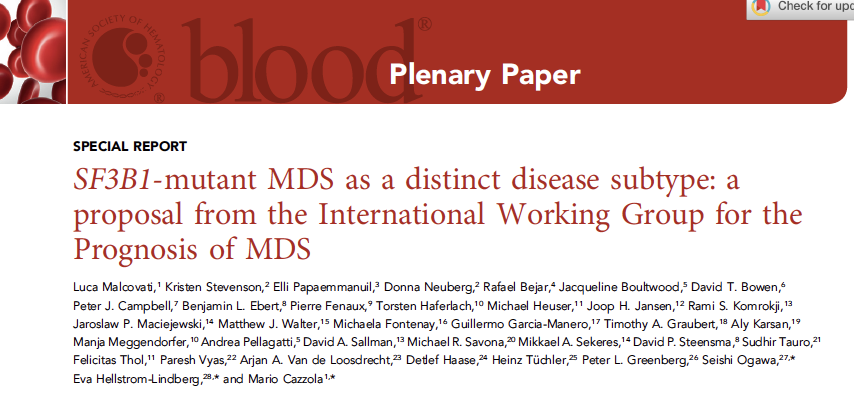 Check for upd
AMERICAN SOCIETY OF HEMATOLOGY
®
blood®
Plenary Paper
SPECIAL REPORT
SF3B1-mutant MDS as a distinct disease subtype: a
proposal from the International Working Group for the
Prognosis of MDS
Luca Malcovati,¹ Kristen Stevenson,² Elli Papaemmanuil,³ Donna Neuberg,² Rafael Bejar,⁴ Jacqueline Boultwood,⁵ David T. Bowen,⁶
Peter J. Campbell,⁷ Benjamin L. Ebert,⁸ Pierre Fenaux,⁹ Torsten Haferlach,¹⁰ Michael Heuser,¹¹ Joop H. Jansen,¹² Rami S. Komrokji,¹³
Jaroslaw P. Maciejewski,¹⁴ Matthew J. Walter,¹⁵ Michaela Fontenay,¹⁶ Guillermo Garcia-Manero,¹⁷ Timothy A. Graubert,¹⁸ Aly Karsan,¹⁹
Manja Meggendorfer,¹⁰ Andrea Pellagatti,⁵ David A. Sallman,¹³ Michael R. Savona,²⁰ Mikkael A. Sekeres,¹⁴ David P. Steensma,⁸ Sudhir Tauro,²¹
Felicitas Thol,¹¹ Paresh Vyas,²² Arjan A. Van de Loosdrecht,²³ Detlef Haase,²⁴ Heinz Tüchler,²⁵ Peter L. Greenberg,²⁶ Seishi Ogawa,²⁷,*
Eva Hellstrom-Lindberg,²⁸,* and Mario Cazzola¹,*